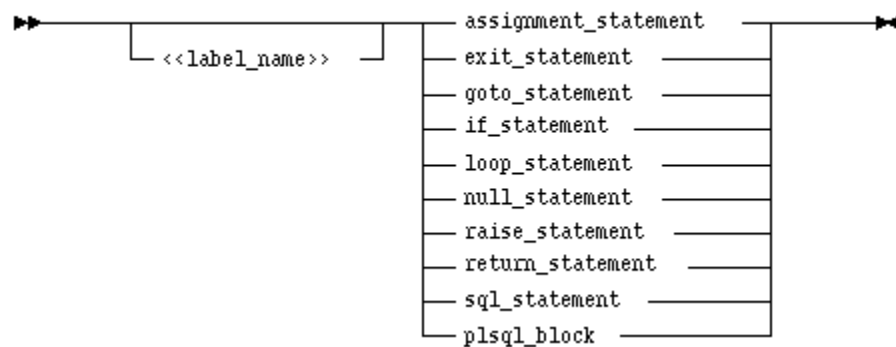 assignment_statement
<<label_name>>
exit_statement
goto_statement
if_statement
loop_statement
null_statement
raise_statement
return_statement
sql_statement
plsql_block